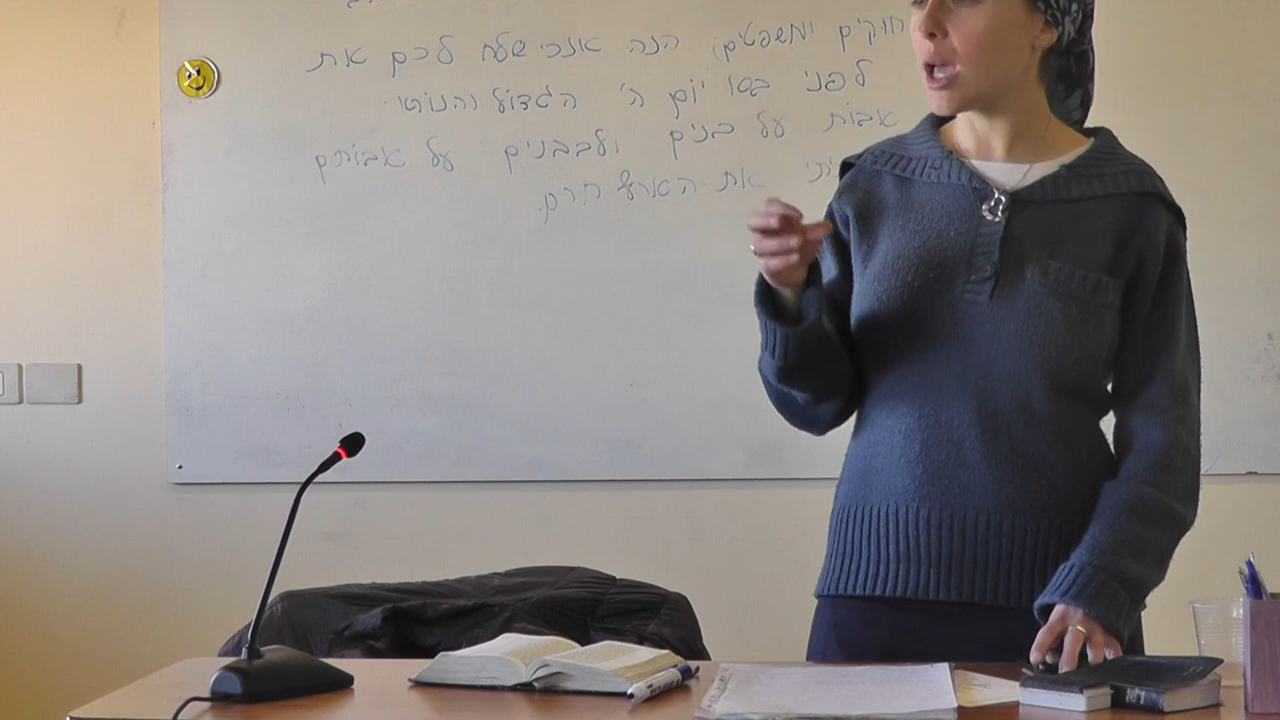 חוקים ומשפטים; הנה אנכי שלח לכם את
לפני בוא יום ה' הגדול והנורא
אבות על בנים ולבבנים על אבותם
את הארץ חרם.